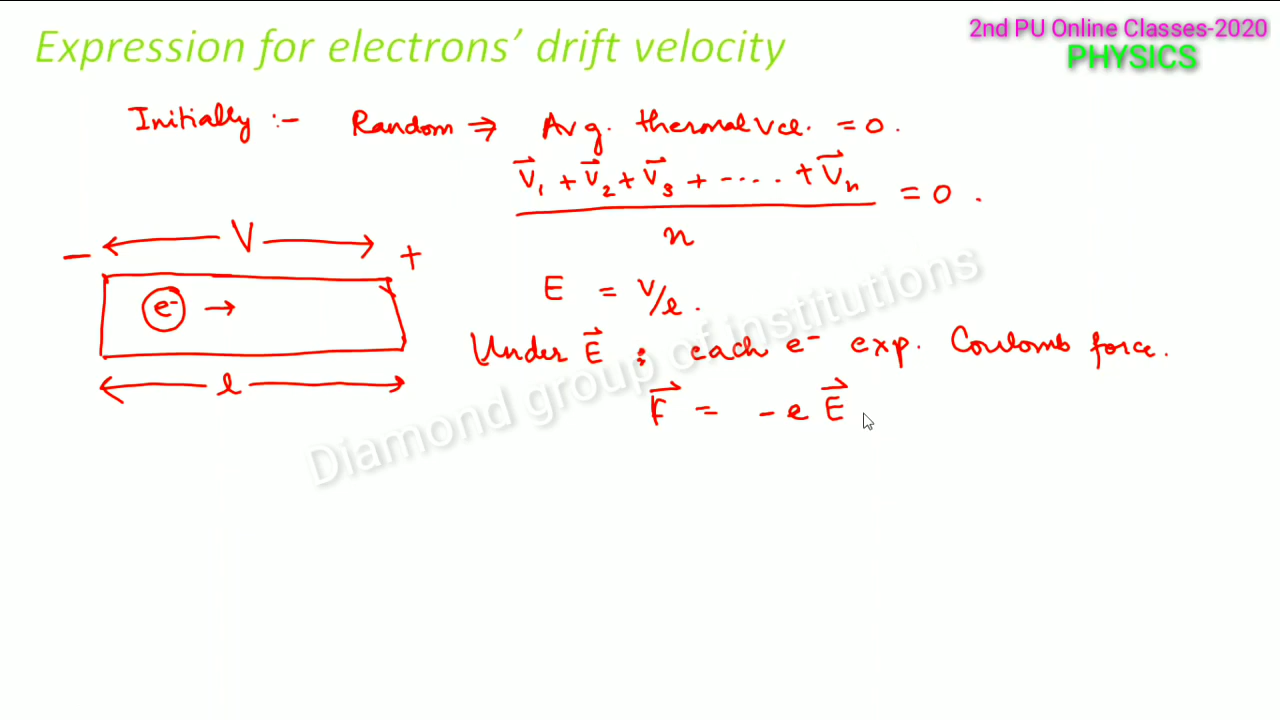 Expression for electrons' drift velocity
2nd PU Online Classes-2020
PHYSICS
Initially :- Random ⇒ Avg. thermal vel. = 0.
(V⃗₁ + V⃗₂ + V⃗₃ + ..... + V⃗ₙ) / n = 0 .
− ← V → +
e⁻ →
← l →
E = V/l .
Under E⃗ : each e⁻ exp. Coulomb force.
F⃗ = - e E⃗
Diamond group of institutions